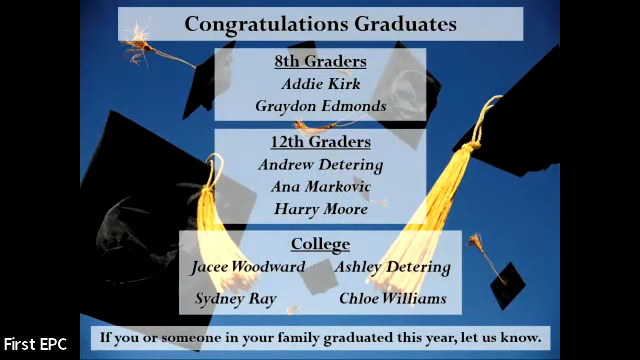 Congratulations Graduates
8th Graders
Addie Kirk
Graydon Edmonds
12th Graders
Andrew Detering
Ana Markovic
Harry Moore
College
Jacee Woodward Ashley Detering
Sydney Ray Chloe Williams
If you or someone in your family graduated this year, let us know.
First EPC